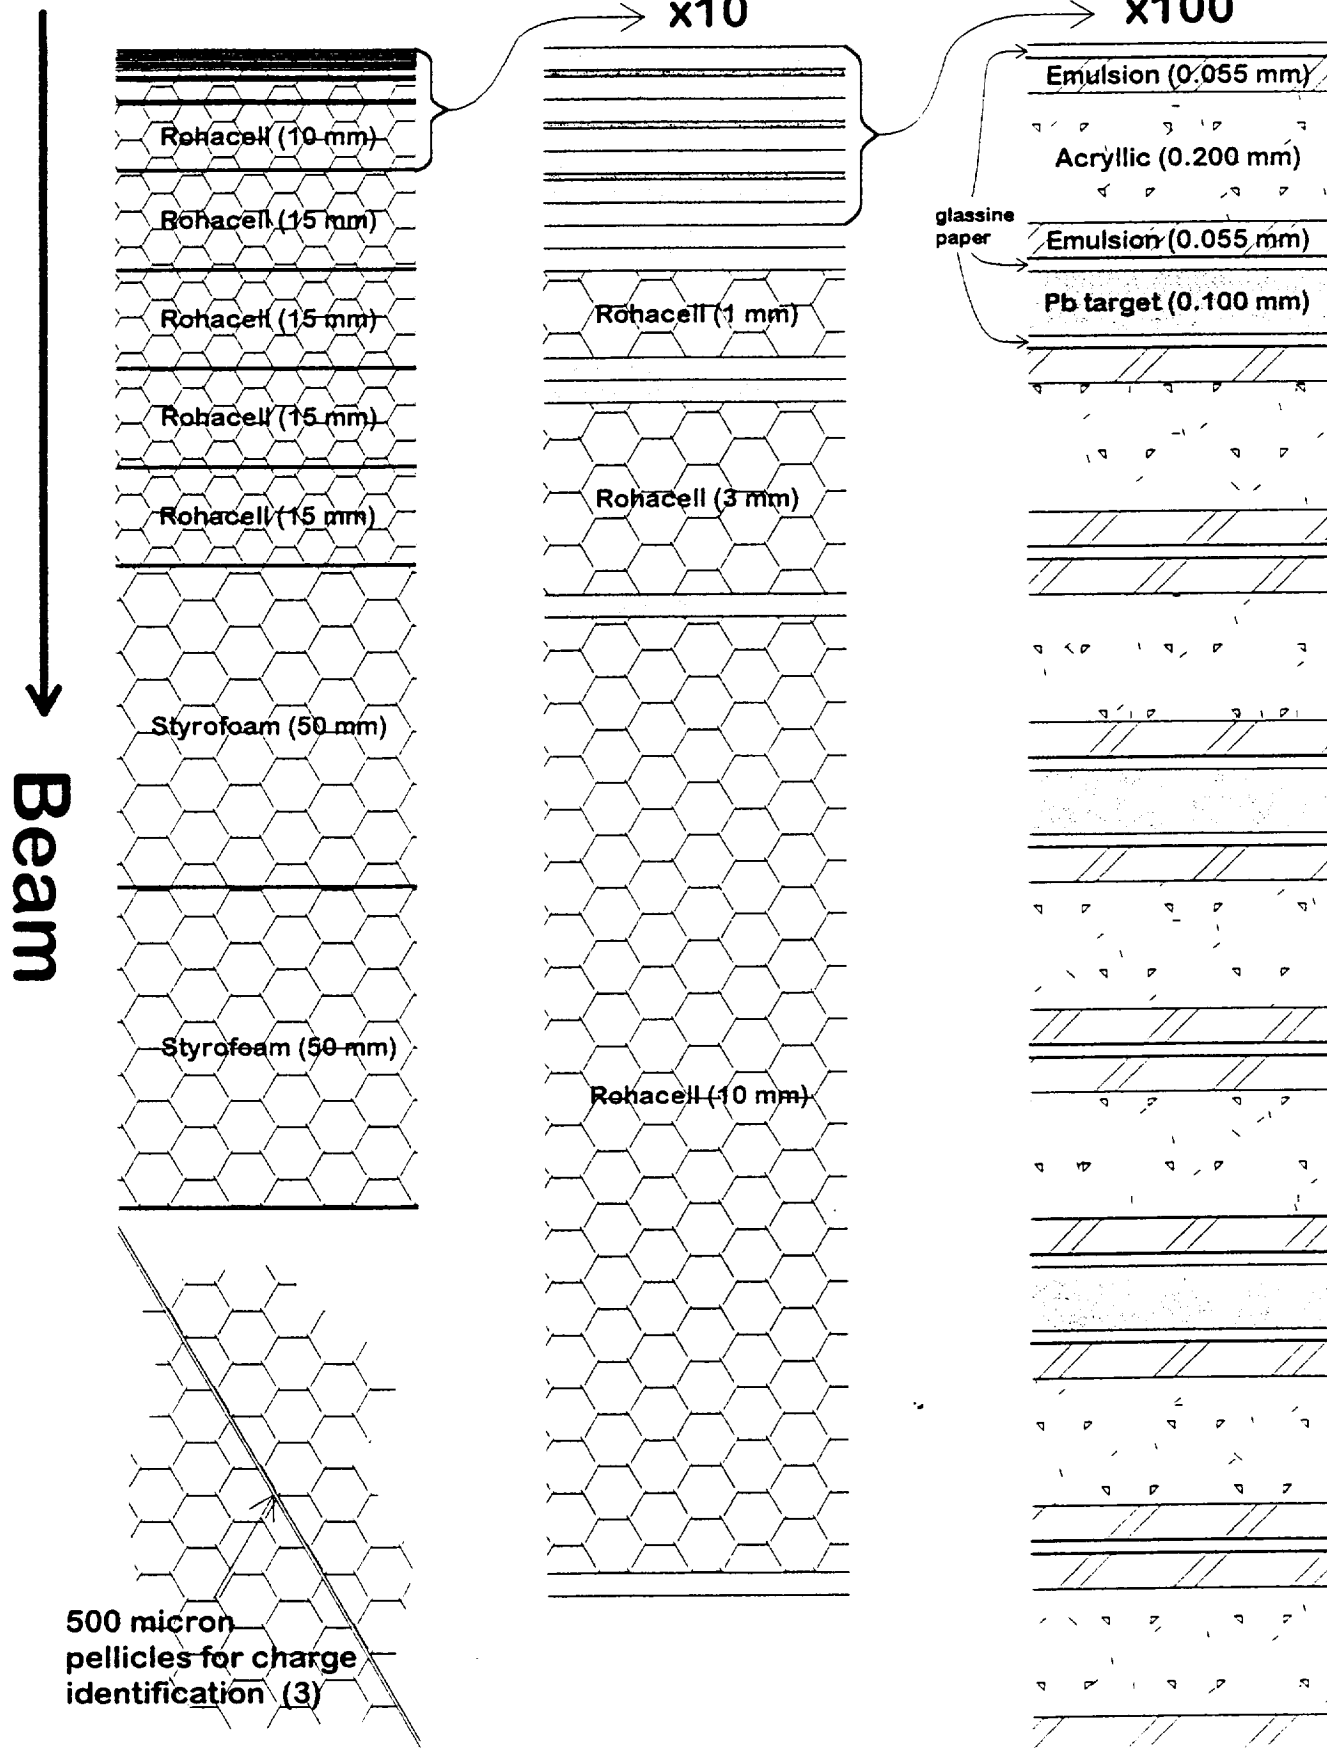 x10
x100
Rohacell (10 mm)
Rohacell (15 mm)
Rohacell (15 mm)
Rohacell (15 mm)
Rohacell (15 mm)
Styrofoam (50 mm)
Styrofoam (50 mm)
500 micron
pellicles for charge
identification (3)
Beam
Rohacell (1 mm)
Rohacell (3 mm)
Rohacell (10 mm)
Emulsion (0.055 mm)
Acryllic (0.200 mm)
glassine
paper
Emulsion (0.055 mm)
Pb target (0.100 mm)